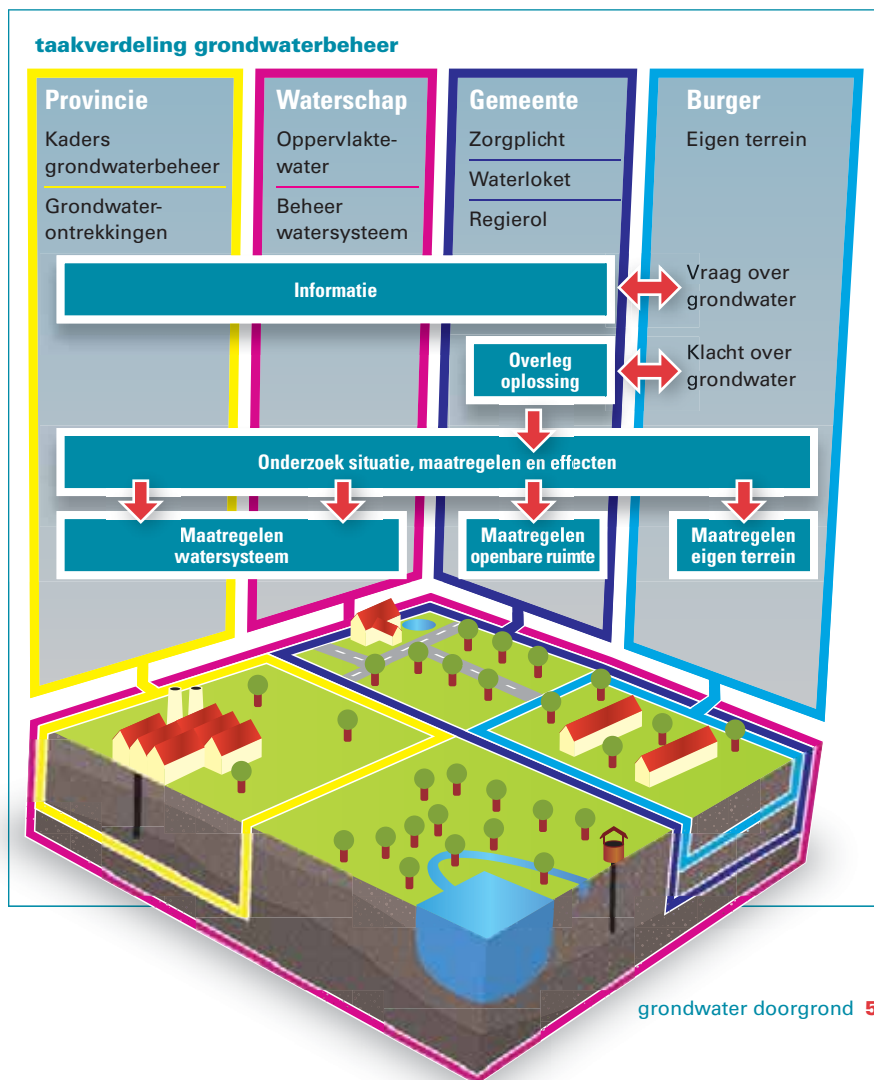 taakverdeling grondwaterbeheer
Provincie
Kaders
grondwaterbeheer
Grondwater-
ontrekkingen
Waterschap
Oppervlakte-
water
Beheer
watersysteem
Gemeente
Zorgplicht
Waterloket
Regierol
Burger
Eigen terrein
Informatie
Vraag over
grondwater
Overleg
oplossing
Klacht over
grondwater
Onderzoek situatie, maatregelen en effecten
Maatregelen
watersysteem
Maatregelen
openbare ruimte
Maatregelen
eigen terrein
grondwater doorgrond 5